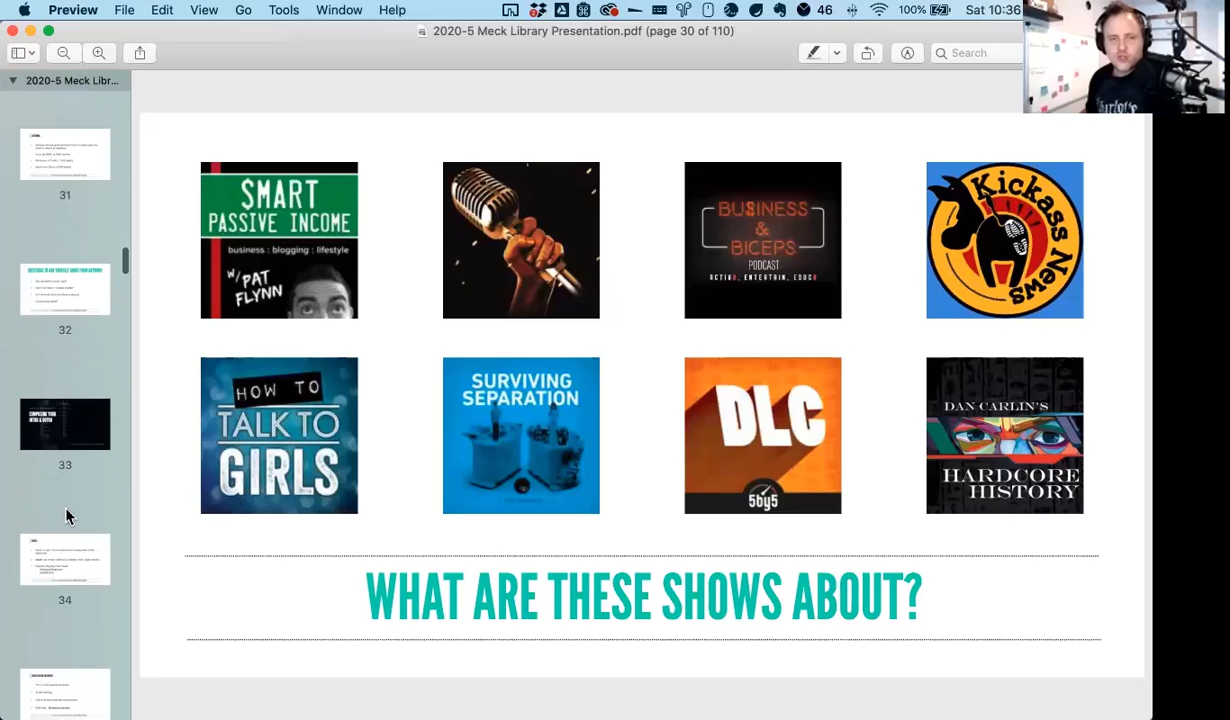 Preview File Edit View Go Tools Window Help 46 100% Sat 10:36
2020-5 Meck Library Presentation.pdf (page 30 of 110)
Search
2020-5 Meck Libr...
31
32
33
34
$MART
PASSIVE INCOME
business : blogging : lifestyle
W/ PAT
FLYNN
BUSINESS
&
BICEPS
PODCAST
Kickass
News
HOW TO
TALK TO
GIRLS
SURVIVING
SEPARATION
DLC
5by5
DAN CARLIN'S
HARDCORE
HISTORY
WHAT ARE THESE SHOWS ABOUT?